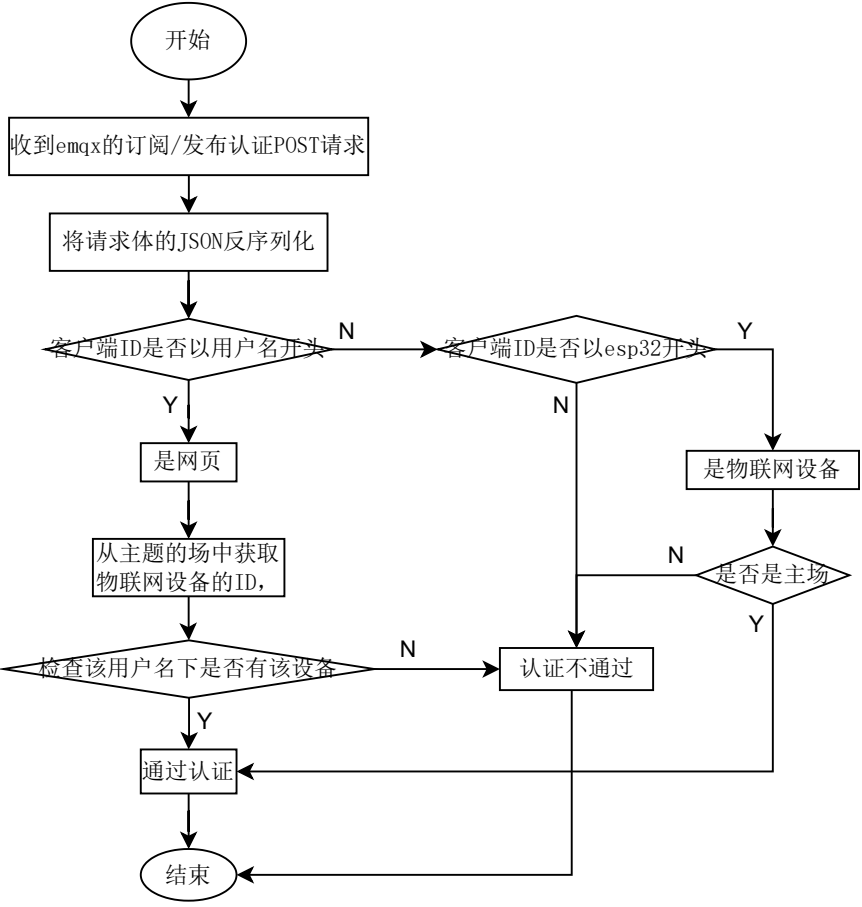 开始
收到emqx的订阅/发布认证POST请求
将请求体的JSON反序列化
客户端ID是否以用户名开头
N
客户端ID是否以esp32开头
Y
Y
N
是网页
是物联网设备
从主题的场中获取
物联网设备的ID，
N
是否是主场
Y
检查该用户名下是否有该设备
N
认证不通过
Y
通过认证
结束